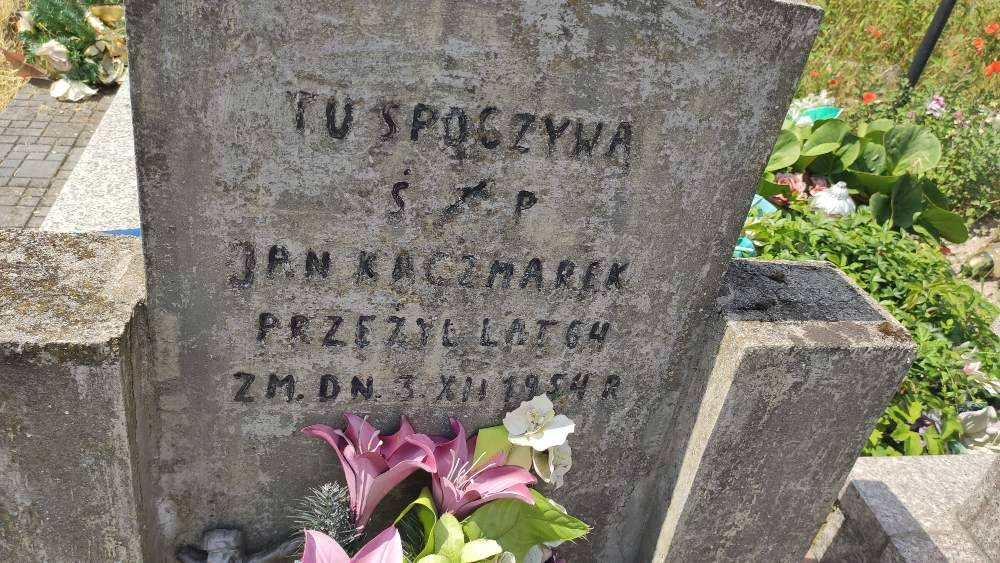 TU SPOCZYWA
Ś P
JAN KACZMAREK
PRZEŻYŁ LAT 64
ZM. DN. 3. XII 1954 R